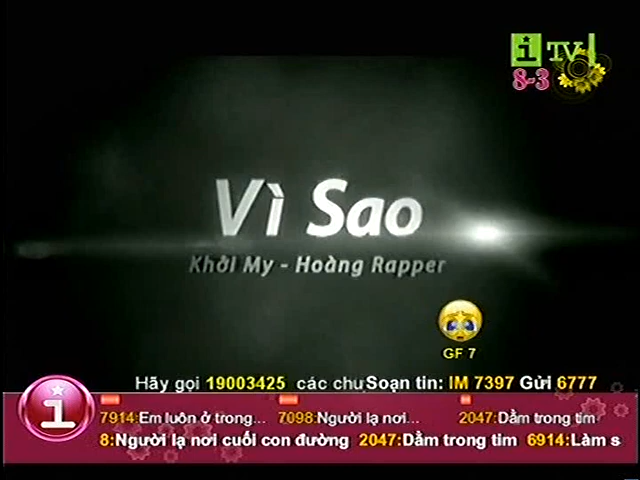 i TV
8-3
Vì Sao
Khởi My - Hoàng Rapper
GF 7
Hãy gọi 19003425 các chụ Soạn tin: IM 7397 Gửi 6777
7914:Em luôn ở trong... 7098:Người lạ nơi... 2047:Dằm trong tim
8:Người lạ nơi cuối con đường 2047:Dằm trong tim 6914:Làm s